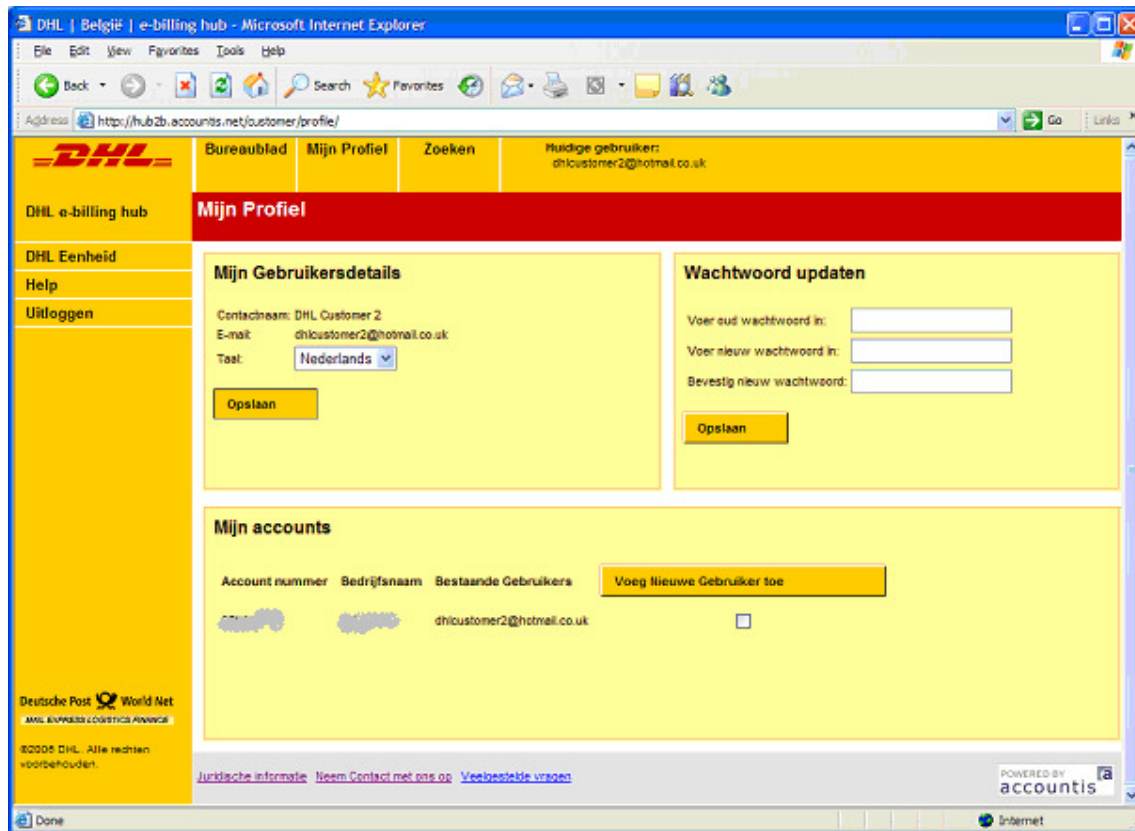 DHL | België | e-billing hub - Microsoft Internet Explorer
File Edit View Favorites Tools Help
Back Search Favorites
Address http://hub2b.accountis.net/customer/profile/ Go Links
DHL
Bureaublad Mijn Profiel Zoeken
Huidige gebruiker:
dhlcustomer2@hotmail.co.uk
DHL e-billing hub
Mijn Profiel
DHL Eenheid
Help
Uitloggen
Mijn Gebruikersdetails
Contactnaam: DHL Customer 2
E-mail: dhlcustomer2@hotmail.co.uk
Taal: Nederlands
Opslaan
Wachtwoord updaten
Voer oud wachtwoord in:
Voer nieuw wachtwoord in:
Bevestig nieuw wachtwoord:
Opslaan
Mijn accounts
Account nummer Bedrijfsnaam Bestaande Gebruikers Voeg Nieuwe Gebruiker toe
dhlcustomer2@hotmail.co.uk
Deutsche Post World Net
MAIL EXPRESS LOGISTICS FINANCE
DHL. Alle rechten
voorbehouden.
Juridische informatie Neem Contact met ons op Veelgestelde vragen
POWERED BY
accountis
Done Internet